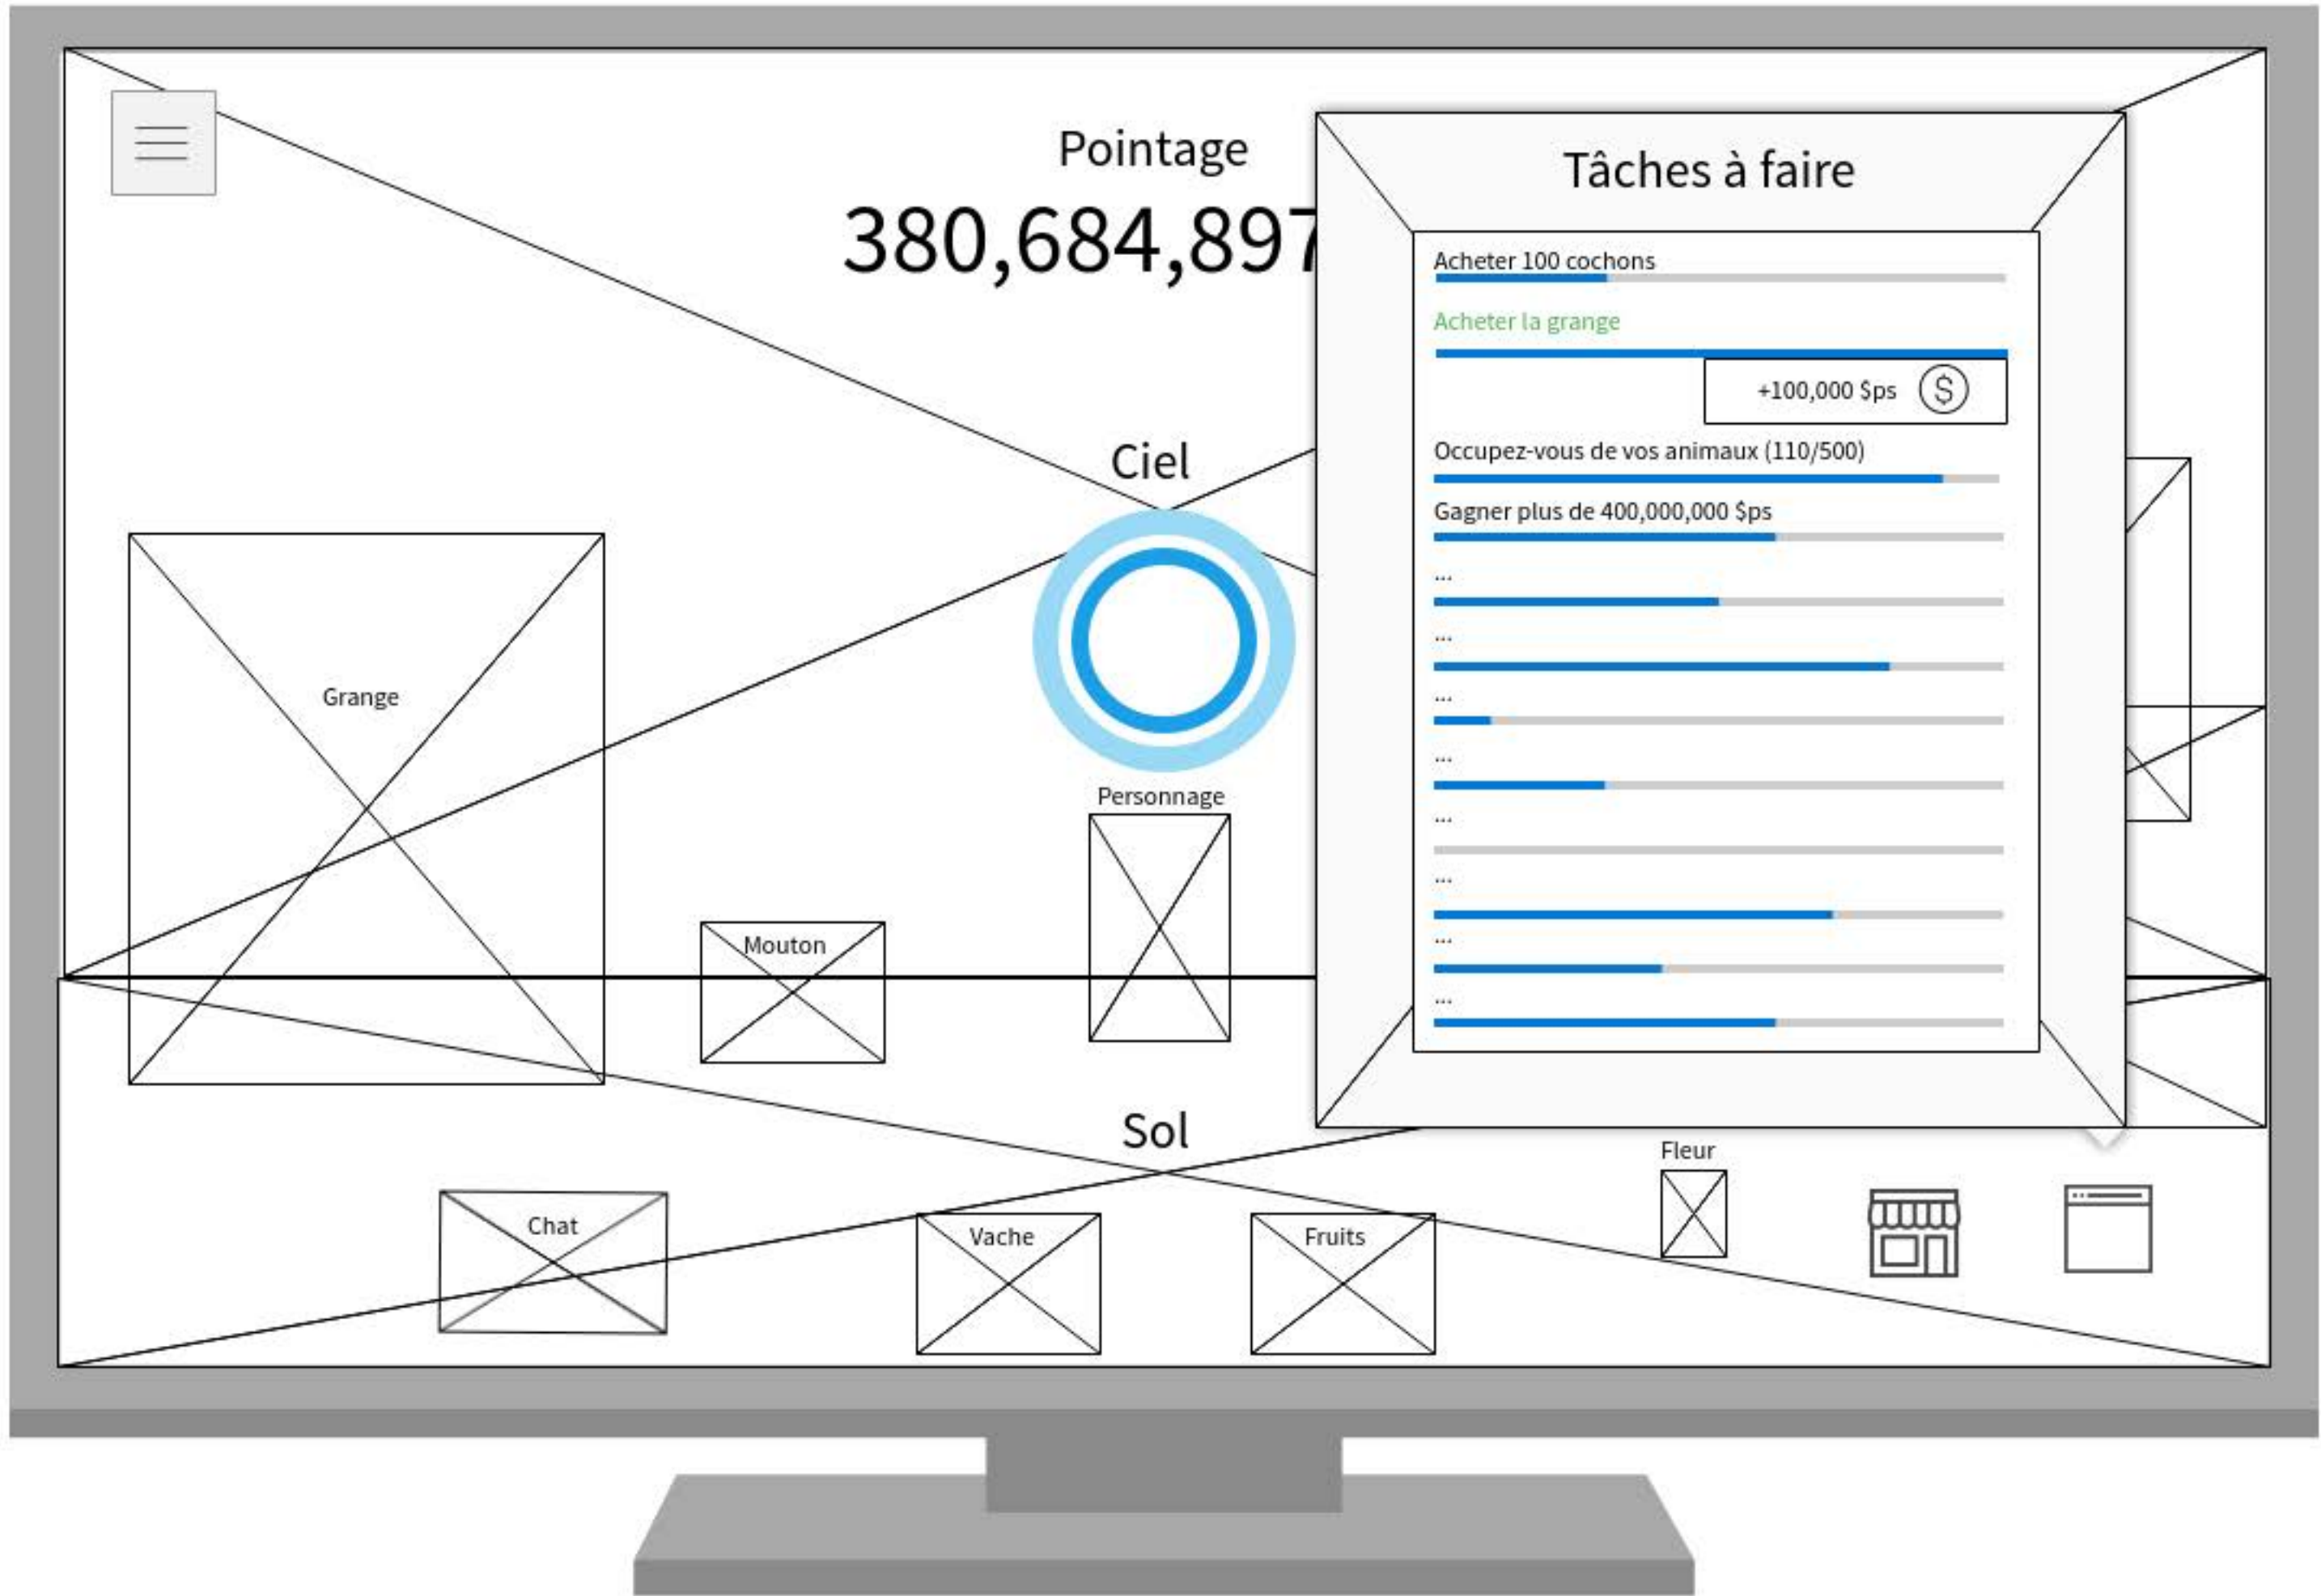 Pointage
380,684,897
Tâches à faire
Acheter 100 cochons
Acheter la grange
+100,000 $ps
$
Occupez-vous de vos animaux (110/500)
Gagner plus de 400,000,000 $ps
...
...
...
...
...
...
...
...
Ciel
Grange
Personnage
Mouton
Sol
Fleur
Chat
Vache
Fruits